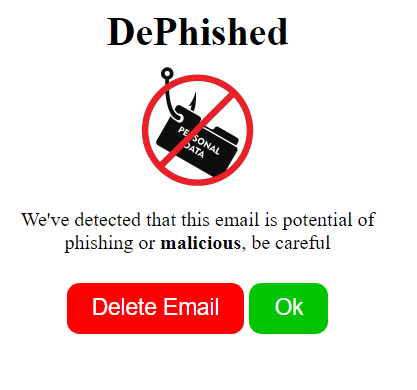 DePhished
PERSONAL
DATA
We've detected that this email is potential of
phishing or malicious, be careful
Delete Email Ok